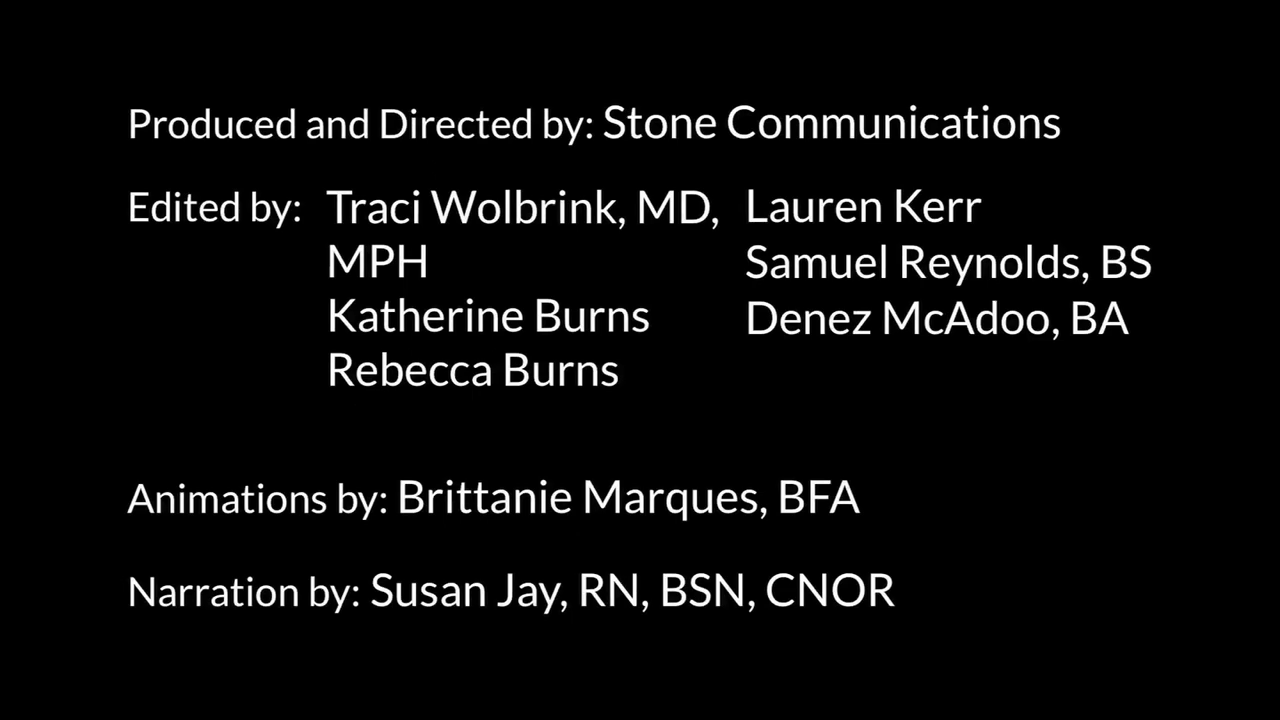 Produced and Directed by: Stone Communications
Edited by: Traci Wolbrink, MD,
MPH
Katherine Burns
Rebecca Burns
Lauren Kerr
Samuel Reynolds, BS
Denez McAdoo, BA
Animations by: Brittanie Marques, BFA
Narration by: Susan Jay, RN, BSN, CNOR